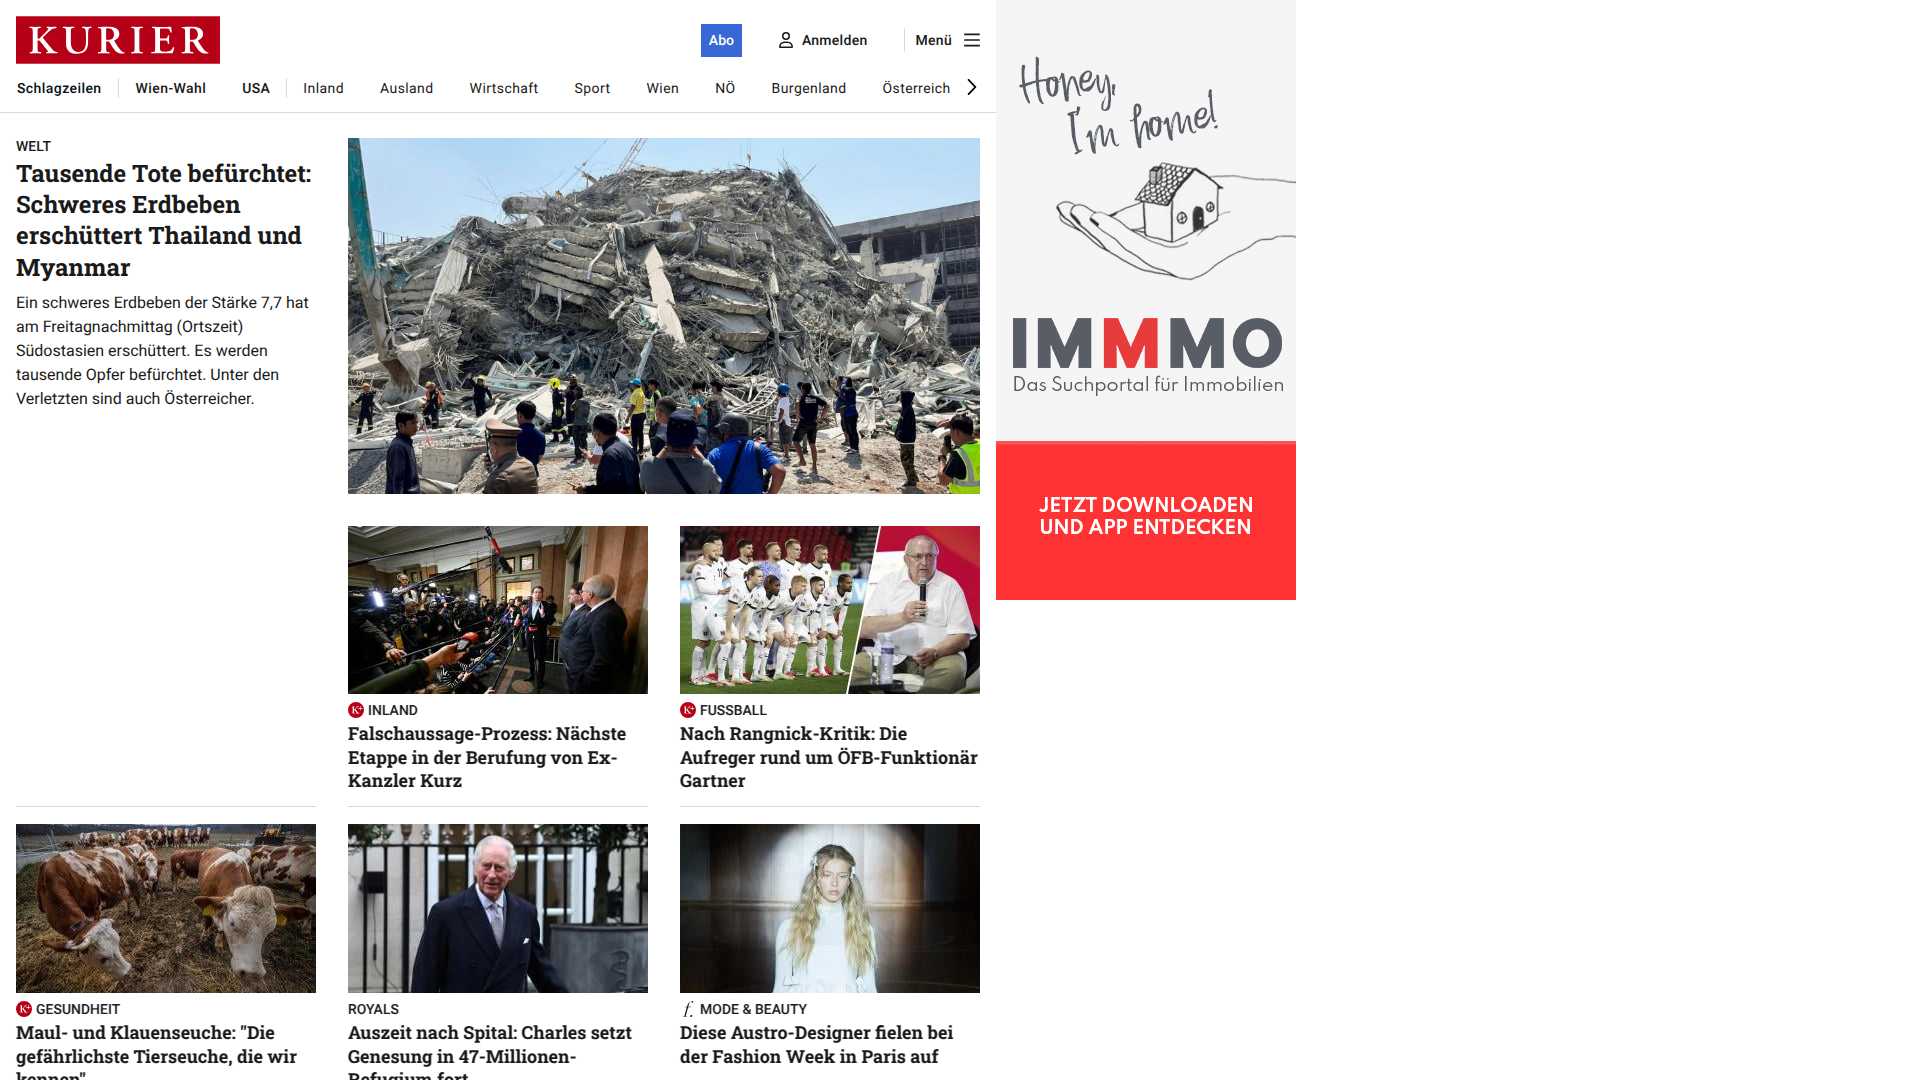 KURIER
Abo
Anmelden
Menü
Schlagzeilen
Wien-Wahl
USA
Inland
Ausland
Wirtschaft
Sport
Wien
NÖ
Burgenland
Österreich
WELT
Tausende Tote befürchtet:
Schweres Erdbeben
erschüttert Thailand und
Myanmar
Ein schweres Erdbeben der Stärke 7,7 hat
am Freitagnachmittag (Ortszeit)
Südostasien erschüttert. Es werden
tausende Opfer befürchtet. Unter den
Verletzten sind auch Österreicher.
K+ INLAND
Falschaussage-Prozess: Nächste
Etappe in der Berufung von Ex-
Kanzler Kurz
K+ FUSSBALL
Nach Rangnick-Kritik: Die
Aufreger rund um ÖFB-Funktionär
Gartner
K+ GESUNDHEIT
Maul- und Klauenseuche: "Die
gefährlichste Tierseuche, die wir
kennen"
ROYALS
Auszeit nach Spital: Charles setzt
Genesung in 47-Millionen-
Refugium fort
f. MODE & BEAUTY
Diese Austro-Designer fielen bei
der Fashion Week in Paris auf
Honey,
I'm home!
IMMMO
Das Suchportal für Immobilien
JETZT DOWNLOADEN
UND APP ENTDECKEN